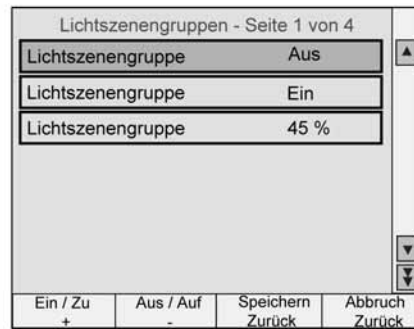 Lichtszenengruppen - Seite 1 von 4
Lichtszenengruppe Aus
Lichtszenengruppe Ein
Lichtszenengruppe 45 %
Ein / Zu Aus / Auf Speichern Abbruch
+ - Zurück Zurück